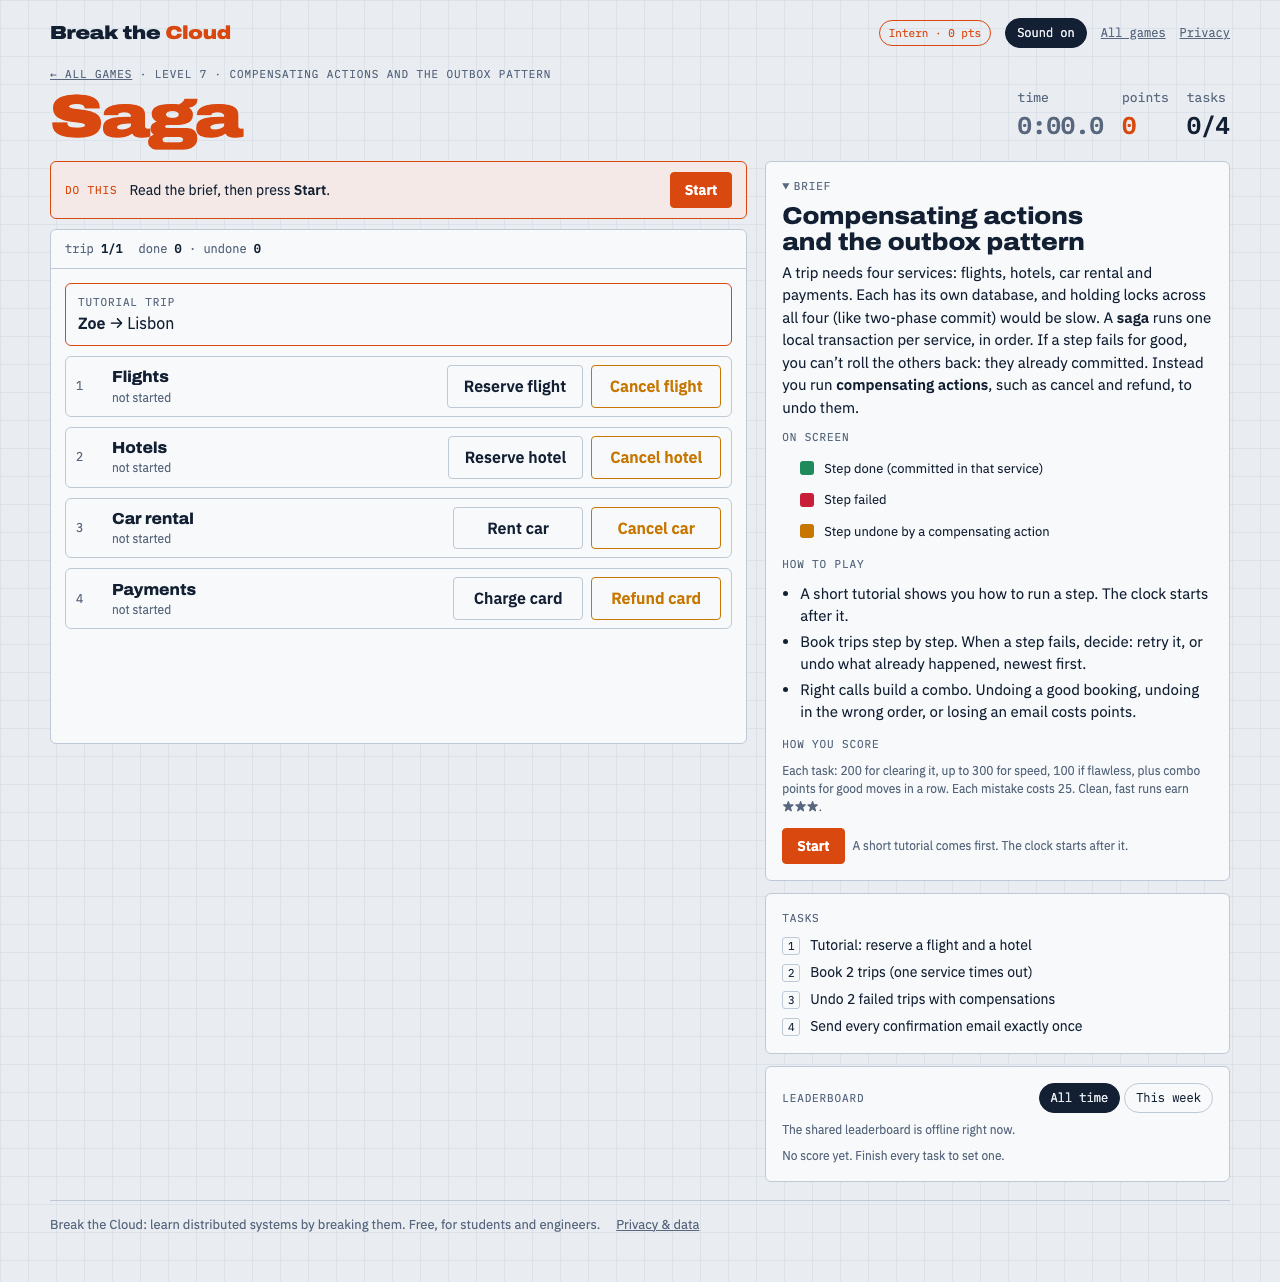 Break the Cloud
Intern · 0 pts
Sound on
All games
Privacy
← ALL GAMES · LEVEL 7 · COMPENSATING ACTIONS AND THE OUTBOX PATTERN
Saga
time
0:00.0
points
0
tasks
0/4
DO THIS Read the brief, then press Start.
Start
trip 1/1 done 0 · undone 0
TUTORIAL TRIP
Zoe → Lisbon
1
Flights
not started
Reserve flight
Cancel flight
2
Hotels
not started
Reserve hotel
Cancel hotel
3
Car rental
not started
Rent car
Cancel car
4
Payments
not started
Charge card
Refund card
▼ BRIEF
Compensating actions
and the outbox pattern
A trip needs four services: flights, hotels, car rental and
payments. Each has its own database, and holding locks across
all four (like two-phase commit) would be slow. A saga runs one
local transaction per service, in order. If a step fails for good,
you can’t roll the others back: they already committed. Instead
you run compensating actions, such as cancel and refund, to
undo them.
ON SCREEN
Step done (committed in that service)
Step failed
Step undone by a compensating action
HOW TO PLAY
• A short tutorial shows you how to run a step. The clock starts
after it.
• Book trips step by step. When a step fails, decide: retry it, or
undo what already happened, newest first.
• Right calls build a combo. Undoing a good booking, undoing
in the wrong order, or losing an email costs points.
HOW YOU SCORE
Each task: 200 for clearing it, up to 300 for speed, 100 if flawless, plus combo
points for good moves in a row. Each mistake costs 25. Clean, fast runs earn
★★★.
Start
A short tutorial comes first. The clock starts after it.
TASKS
1 Tutorial: reserve a flight and a hotel
2 Book 2 trips (one service times out)
3 Undo 2 failed trips with compensations
4 Send every confirmation email exactly once
LEADERBOARD
All time
This week
The shared leaderboard is offline right now.
No score yet. Finish every task to set one.
Break the Cloud: learn distributed systems by breaking them. Free, for students and engineers.
Privacy & data